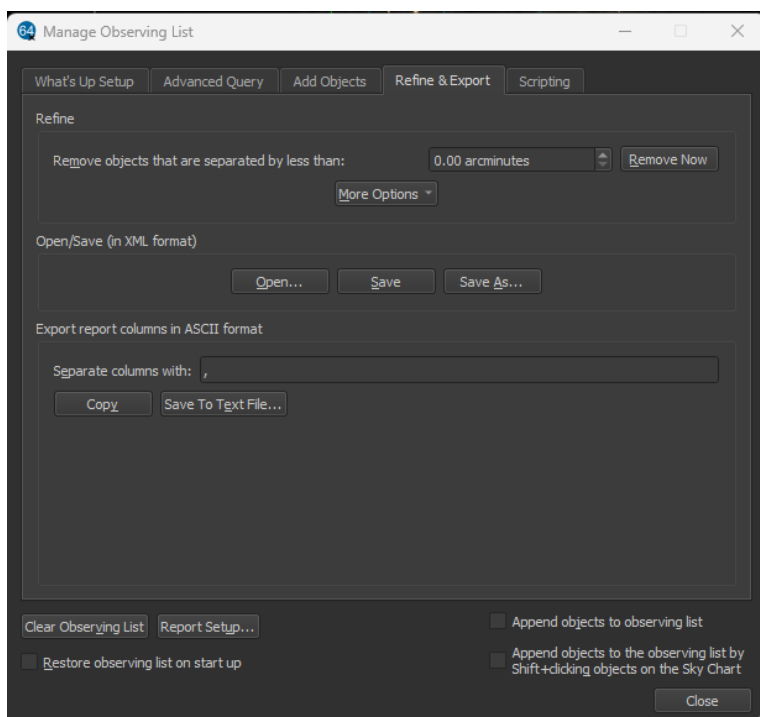 64
Manage Observing List
What's Up Setup Advanced Query Add Objects Refine & Export Scripting
Refine
Remove objects that are separated by less than: 0.00 arcminutes Remove Now
More Options
Open/Save (in XML format)
Open... Save Save As...
Export report columns in ASCII format
Separate columns with: ,
Copy Save To Text File...
Clear Observing List Report Setup...
Append objects to observing list
Restore observing list on start up
Append objects to the observing list by
Shift+clicking objects on the Sky Chart
Close